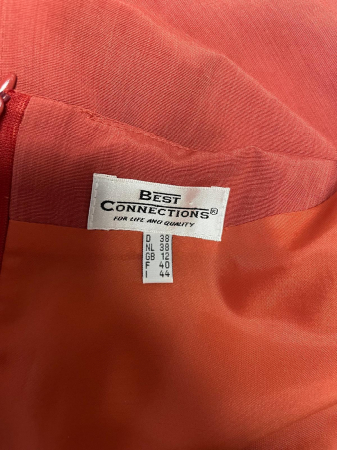 BEST
CONNECTIONS®
FOR LIFE AND QUALITY
D 38
NL 38
GB 12
F 40
I 44